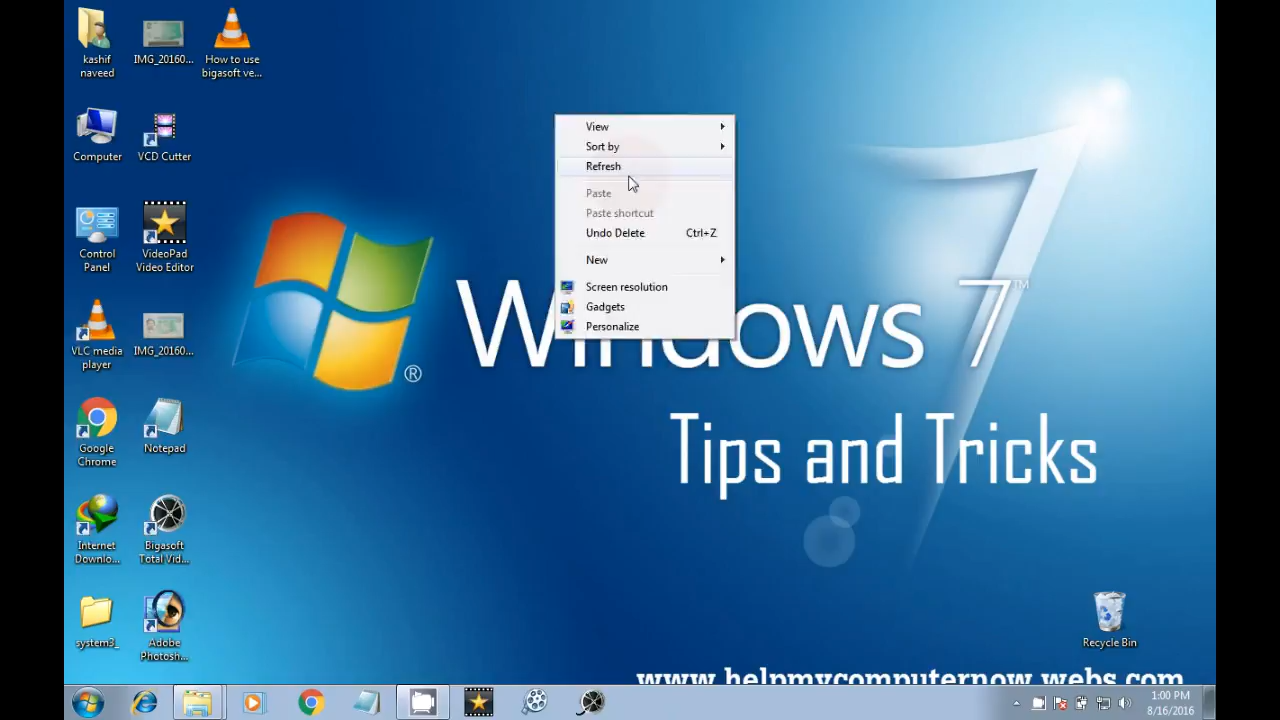 kashif
naveed
IMG_20160...
How to use
bigasoft ve...
Computer
VCD Cutter
Control
Panel
VideoPad
Video Editor
VLC media
player
IMG_20160...
Google
Chrome
Notepad
Internet
Downlo...
Bigasoft
Total Vid...
system3_
Adobe
Photosh...
View
Sort by
Refresh
Paste
Paste shortcut
Undo Delete Ctrl+Z
New
Screen resolution
Gadgets
Personalize
®
Windows 7™
Tips and Tricks
Recycle Bin
www.helpmycomputernow.webs.com
1:00 PM
8/16/2016